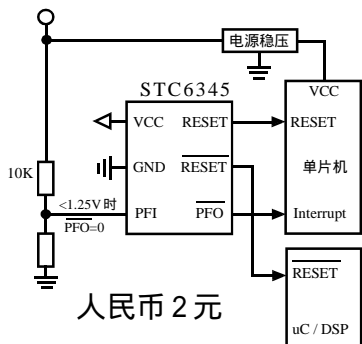 电源稳压
STC6345
VCC
VCC
RESET
RESET
10K
GND
RESET
单片机
<1.25V时
PFO=0
PFI
PFO
Interrupt
RESET
人民币2元
uC / DSP